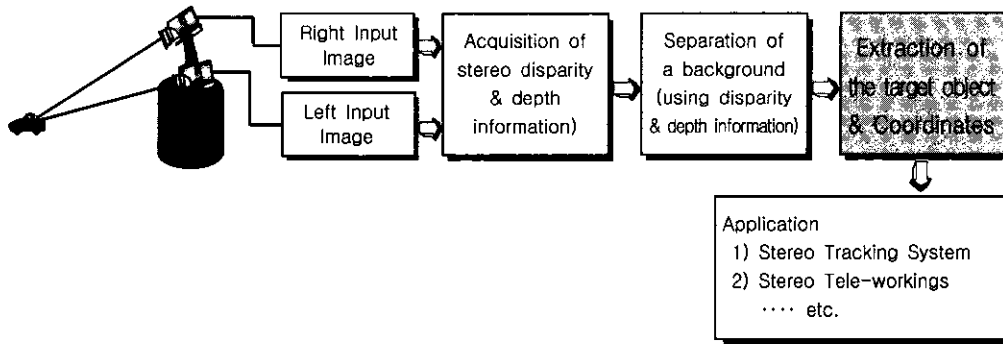 Right Input
Image
Left Input
Image
Acquisition of
stereo disparity
& depth
information)
Separation of
a background
(using disparity
& depth information)
Extraction of
the target object
& Coordinates
Application
1) Stereo Tracking System
2) Stereo Tele-workings
···· etc.